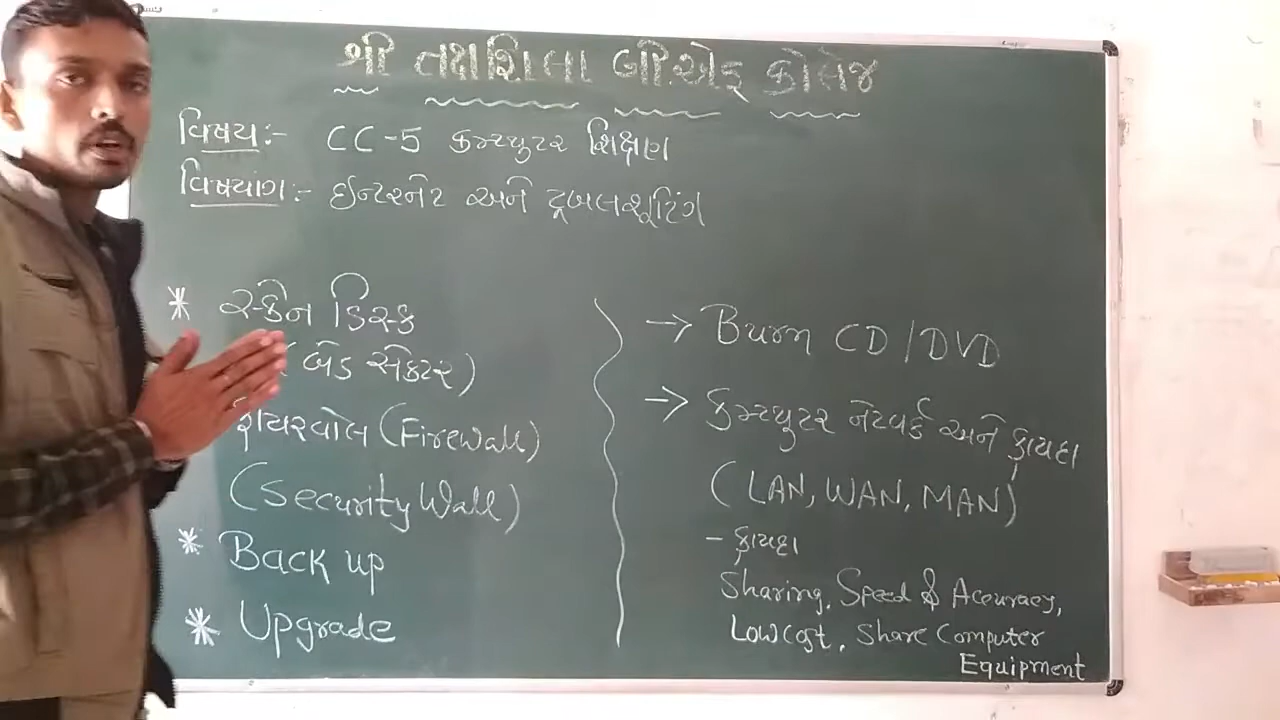 શ્રી તક્ષશિલા બી.એડ્ કોલેજ
વિષય:- CC-5 કમ્પ્યુટર શિક્ષણ
વિષયાંગ:- ઈન્ટરનેટ અને ટ્રબલશૂટિંગ
* સ્કેન ડિસ્ક
(બેડ સેક્ટર)
ફાયરવોલ (Firewall)
(Security Wall)
* Back up
* Upgrade
→ Burn CD/DVD
→ કમ્પ્યુટર નેટવર્ક અને ફાયદા
(LAN, WAN, MAN)
- ફાયદા
Sharing, Speed & Accuracy,
Low Cost, Share Computer
Equipment